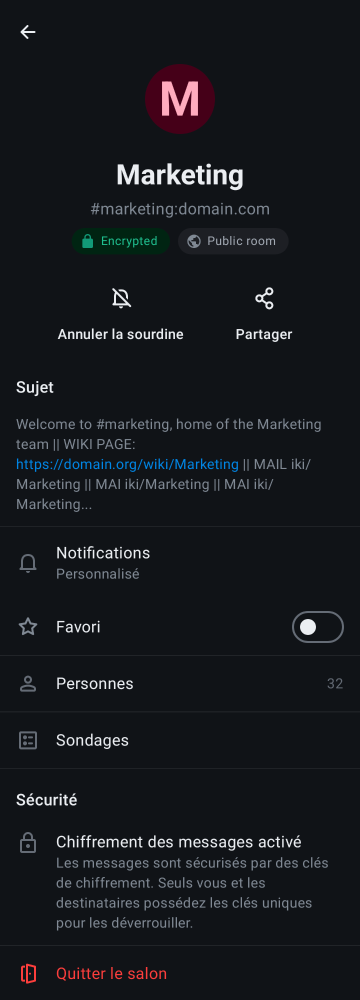 M
Marketing
#marketing:domain.com
Encrypted
Public room
Annuler la sourdine
Partager
Sujet
Welcome to #marketing, home of the Marketing
team || WIKI PAGE:
https://domain.org/wiki/Marketing || MAIL iki/
Marketing || MAI iki/Marketing || MAI iki/
Marketing...
Notifications
Personnalisé
Favori
Personnes
32
Sondages
Sécurité
Chiffrement des messages activé
Les messages sont sécurisés par des clés
de chiffrement. Seuls vous et les
destinataires possédez les clés uniques
pour les déverrouiller.
Quitter le salon